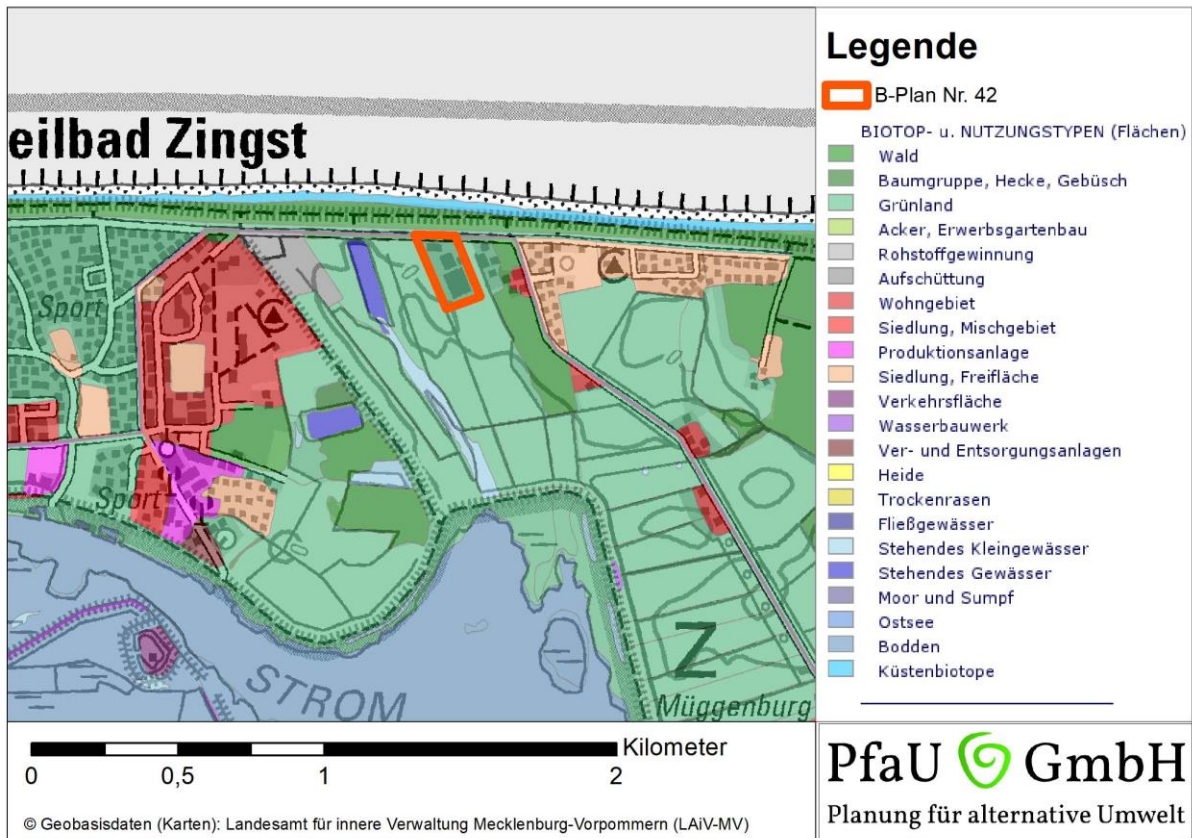 eilbad Zingst
Sport
Sport
STROM
Z
Müggenburg
Legende
B-Plan Nr. 42
BIOTOP- u. NUTZUNGSTYPEN (Flächen)
Wald
Baumgruppe, Hecke, Gebüsch
Grünland
Acker, Erwerbsgartenbau
Rohstoffgewinnung
Aufschüttung
Wohngebiet
Siedlung, Mischgebiet
Produktionsanlage
Siedlung, Freifläche
Verkehrsfläche
Wasserbauwerk
Ver- und Entsorgungsanlagen
Heide
Trockenrasen
Fließgewässer
Stehendes Kleingewässer
Stehendes Gewässer
Moor und Sumpf
Ostsee
Bodden
Küstenbiotope
Kilometer
0 0,5 1 2
© Geobasisdaten (Karten): Landesamt für innere Verwaltung Mecklenburg-Vorpommern (LAiV-MV)
PfaU GmbH
Planung für alternative Umwelt